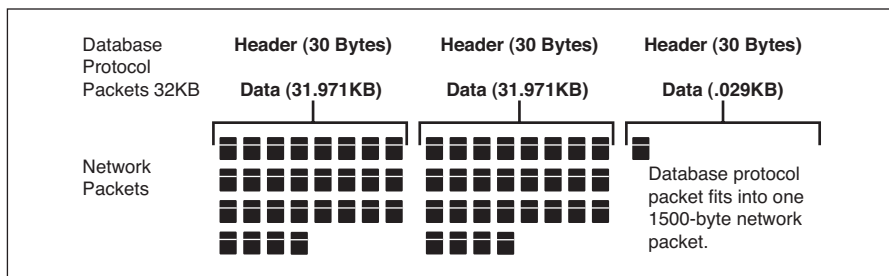 Database
Protocol
Packets 32KB
Header (30 Bytes)
Data (31.971KB)
Header (30 Bytes)
Data (31.971KB)
Header (30 Bytes)
Data (.029KB)
Network
Packets
Database protocol
packet fits into one
1500-byte network
packet.